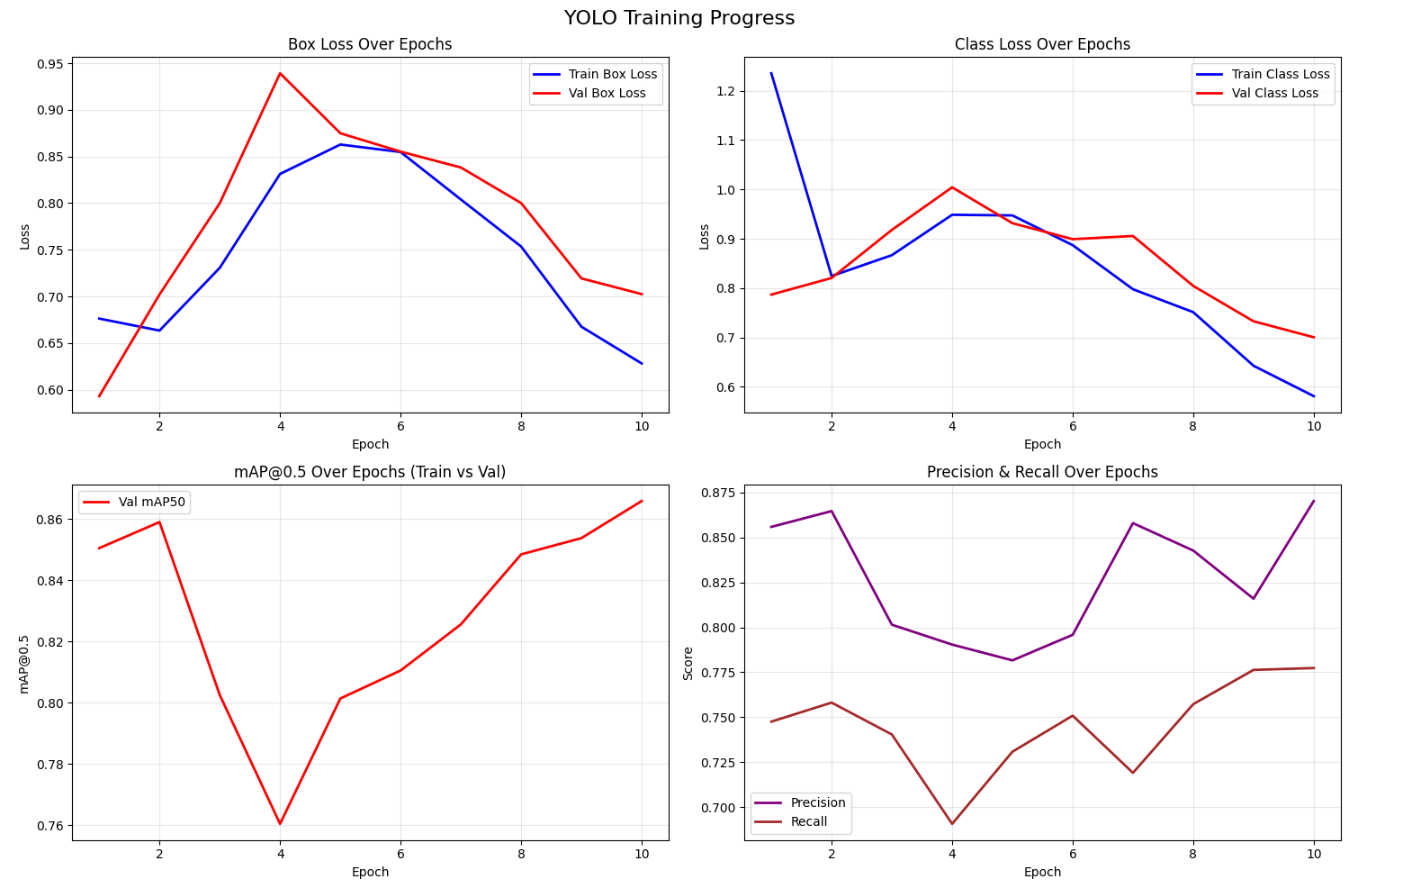 YOLO Training Progress
Box Loss Over Epochs
Train Box Loss
Val Box Loss
0.95
0.90
0.85
0.80
0.75
0.70
0.65
0.60
Loss
2 4 6 8 10
Epoch
Class Loss Over Epochs
Train Class Loss
Val Class Loss
1.2
1.1
1.0
0.9
0.8
0.7
0.6
Loss
2 4 6 8 10
Epoch
mAP@0.5 Over Epochs (Train vs Val)
Val mAP50
0.86
0.84
0.82
0.80
0.78
0.76
mAP@0.5
2 4 6 8 10
Epoch
Precision & Recall Over Epochs
0.875
0.850
0.825
0.800
0.775
0.750
0.725
0.700
Score
Precision
Recall
2 4 6 8 10
Epoch